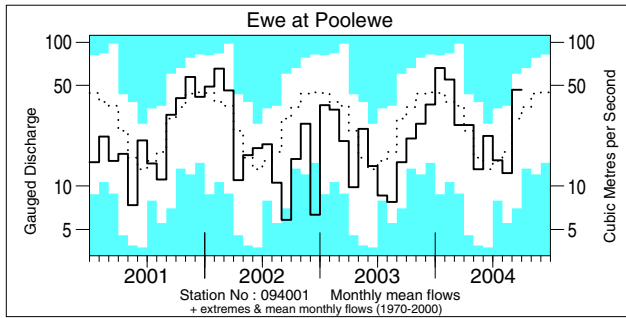 Ewe at Poolewe
100
50
10
5
Gauged Discharge
100
50
10
5
Cubic Metres per Second
2001 2002 2003 2004
Station No : 094001 Monthly mean flows
+ extremes & mean monthly flows (1970-2000)